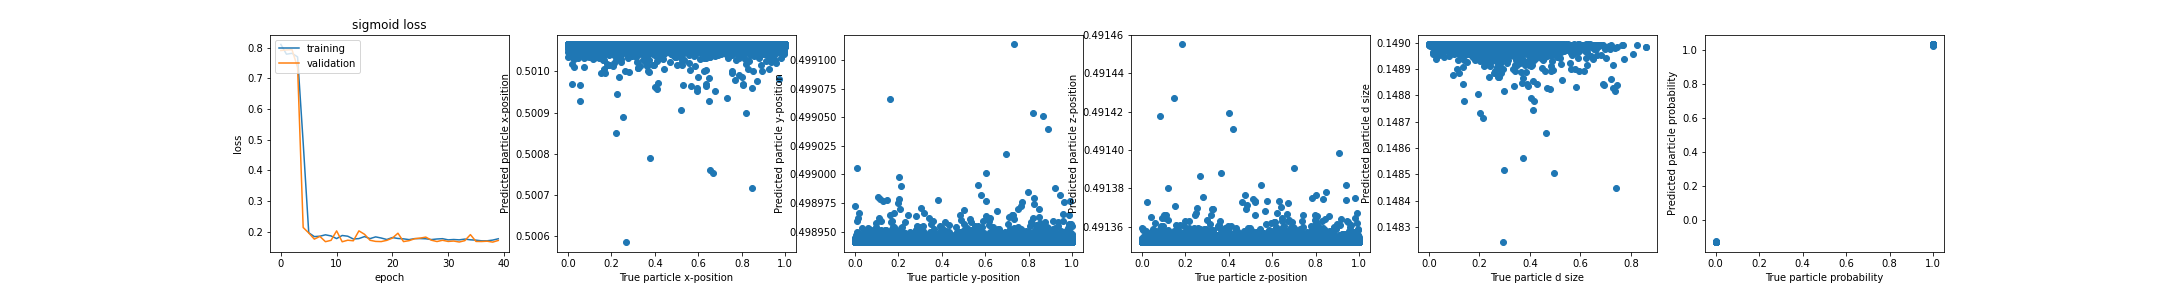 sigmoid loss
training
validation
loss
0.8
0.7
0.6
0.5
0.4
0.3
0.2
0 10 20 30 40
epoch
Predicted particle x-position
0.5010
0.5009
0.5008
0.5007
0.5006
0.0 0.2 0.4 0.6 0.8 1.0
True particle x-position
Predicted particle y-position
0.499100
0.499075
0.499050
0.499025
0.499000
0.498975
0.498950
0.0 0.2 0.4 0.6 0.8 1.0
True particle y-position
Predicted particle z-position
0.49146
0.49144
0.49142
0.49140
0.49138
0.49136
0.0 0.2 0.4 0.6 0.8 1.0
True particle z-position
Predicted particle d size
0.1490
0.1489
0.1488
0.1487
0.1486
0.1485
0.1484
0.1483
0.0 0.2 0.4 0.6 0.8
True particle d size
Predicted particle probability
1.0
0.8
0.6
0.4
0.2
0.0
0.0 0.2 0.4 0.6 0.8 1.0
True particle probability